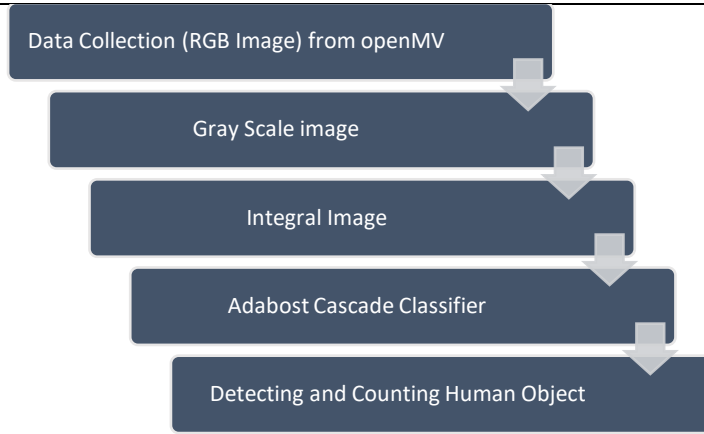 Data Collection (RGB Image) from openMV
Gray Scale image
Integral Image
Adabost Cascade Classifier
Detecting and Counting Human Object